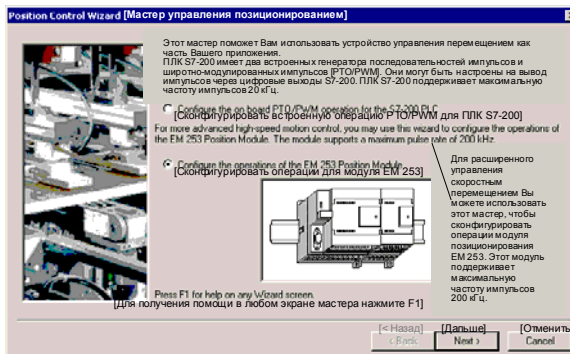 Position Control Wizard [Мастер управления позиционированием]
Этот мастер поможет Вам использовать устройство управления перемещением как
часть Вашего приложения.
ПЛК S7-200 имеет два встроенных генератора последовательностей импульсов и
широтно-модулированных импульсов [PTO/PWM]. Они могут быть настроены на вывод
импульсов через цифровые выходы S7-200. ПЛК S7-200 поддерживает максимальную
частоту импульсов 20 кГц.
Configure the on board PTO/PWM operation for the S7-200 PLC
[Сконфигурировать встроенную операцию PTO/PWM для ПЛК S7-200]
For more advanced high-speed motion control, you may use this wizard to configure the operations of
the EM 253 Position Module. The module supports a maximum pulse rate of 200 kHz.
Configure the operations of the EM 253 Position Module
[Сконфигурировать операции для модуля EM 253]
Для расширенного
управления
скоростным
перемещением Вы
можете использовать
этот мастер, чтобы
сконфигурировать
операции модуля
позиционирования
EM 253. Этот модуль
поддерживает
максимальную
частоту импульсов
200 кГц.
Press F1 for help on any Wizard screen.
[Для получения помощи в любом экране мастера нажмите F1]
[< Назад] [Дальше] [Отменить
< Back Next > Cancel